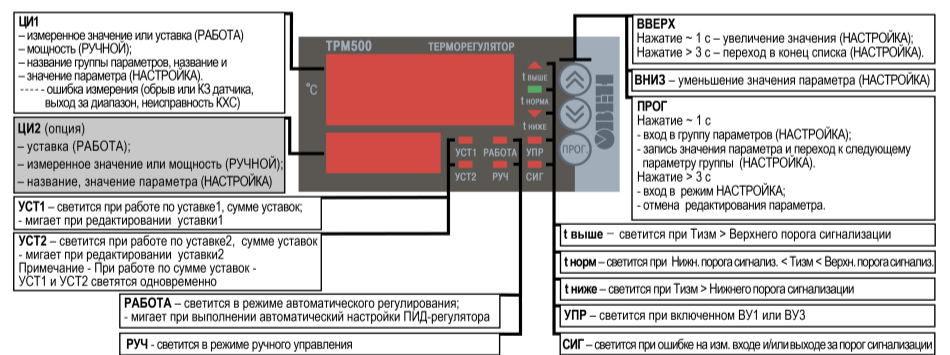 ЦИ1
– измеренное значение или уставка (РАБОТА)
– мощность (РУЧНОЙ);
– название группы параметров, название и
– значение параметра (НАСТРОЙКА).
- - - - - ошибка измерения (обрыв или КЗ датчика,
выход за диапазон, неисправность КХС)
ЦИ2 (опция)
– уставка (РАБОТА);
– измеренное значение или мощность (РУЧНОЙ);
– название, значение параметра (НАСТРОЙКА)
УСТ1 – светится при работе по уставке1, сумме уставок;
- мигает при редактировании уставки1
УСТ2 – светится при работе по уставке2, сумме уставок
- мигает при редактировании уставки2
Примечание - При работе по сумме уставок -
УСТ1 и УСТ2 светятся одновременно
РАБОТА – светится в режиме автоматического регулирования;
- мигает при выполнении автоматический настройки ПИД-регулятора
РУЧ - светится в режиме ручного управления
ТРМ500 ТЕРМОРЕГУЛЯТОР
°C
t выше
t норма
t ниже
УСТ1 РАБОТА УПР
УСТ2 РУЧ СИГ
ПРОГ.
ОВЕН
ВВЕРХ
Нажатие ~ 1 с – увеличение значения (НАСТРОЙКА);
Нажатие > 3 с – переход в конец списка (НАСТРОЙКА).
ВНИЗ – уменьшение значения параметра (НАСТРОЙКА)
ПРОГ
Нажатие ~ 1 с
- вход в группу параметров (НАСТРОЙКА);
- запись значения параметра и переход к следующему
параметру группы (НАСТРОЙКА).
Нажатие > 3 с
- вход в режим НАСТРОЙКА;
- отмена редактирования параметра.
t выше – светится при Тизм > Верхнего порога сигнализации
t норм – светится при Нижн. порога сигнализ. < Тизм < Верхн. порога сигнализ.
t ниже – светится при Тизм > Нижнего порога сигнализации
УПР – светится при включенном ВУ1 или ВУ3
СИГ – светится при ошибке на изм. входе и/или выходе за порог сигнализации